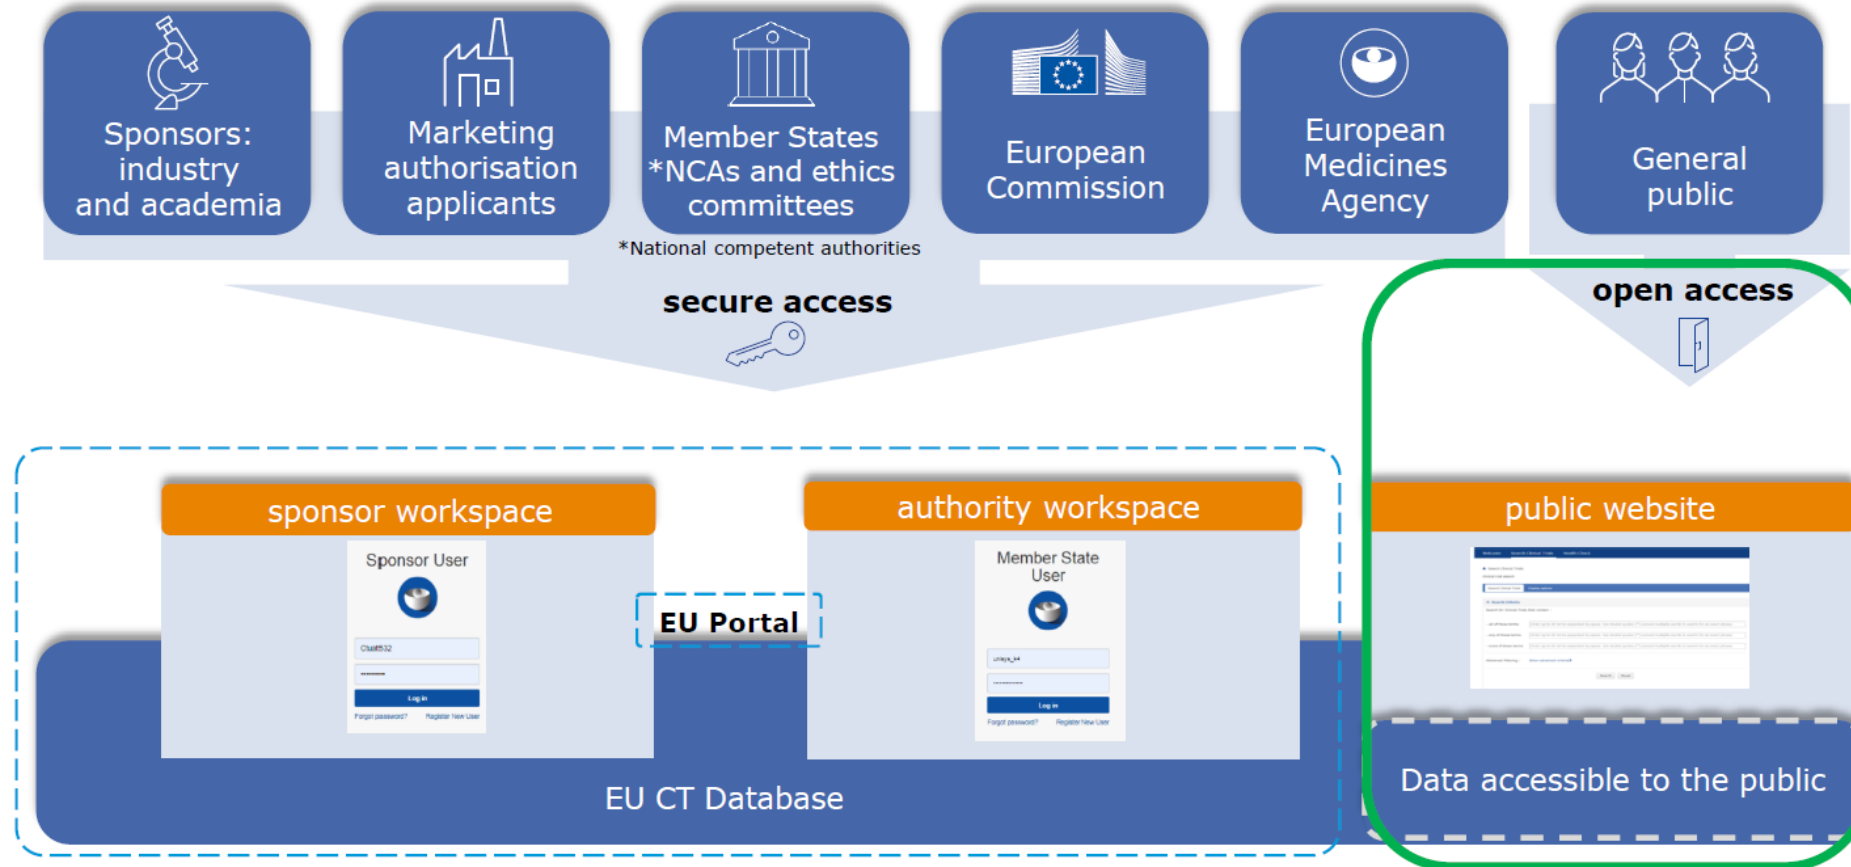 Sponsors:
industry
and academia
Marketing
authorisation
applicants
Member States
*NCAs and ethics
committees
European
Commission
European
Medicines
Agency
General
public
*National competent authorities
secure access
open access
sponsor workspace
authority workspace
public website
Sponsor User
Member State
User
EU Portal
Log in
Forgot password? Register New User
Log in
Forgot password? Register New User
EU CT Database
Data accessible to the public